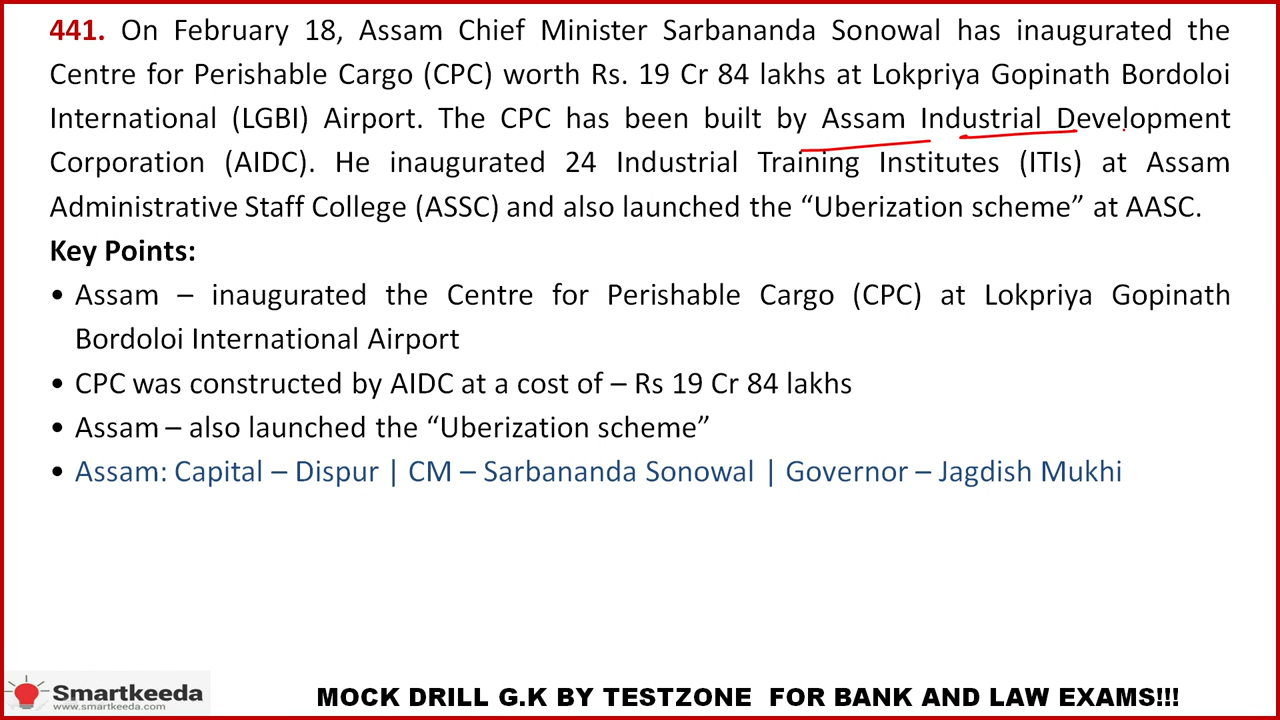 441. On February 18, Assam Chief Minister Sarbananda Sonowal has inaugurated the
Centre for Perishable Cargo (CPC) worth Rs. 19 Cr 84 lakhs at Lokpriya Gopinath Bordoloi
International (LGBI) Airport. The CPC has been built by Assam Industrial Development
Corporation (AIDC). He inaugurated 24 Industrial Training Institutes (ITIs) at Assam
Administrative Staff College (ASSC) and also launched the “Uberization scheme” at AASC.
Key Points:
• Assam – inaugurated the Centre for Perishable Cargo (CPC) at Lokpriya Gopinath
Bordoloi International Airport
• CPC was constructed by AIDC at a cost of – Rs 19 Cr 84 lakhs
• Assam – also launched the “Uberization scheme”
• Assam: Capital – Dispur | CM – Sarbananda Sonowal | Governor – Jagdish Mukhi
Smartkeeda
www.smartkeeda.com
MOCK DRILL G.K BY TESTZONE FOR BANK AND LAW EXAMS!!!